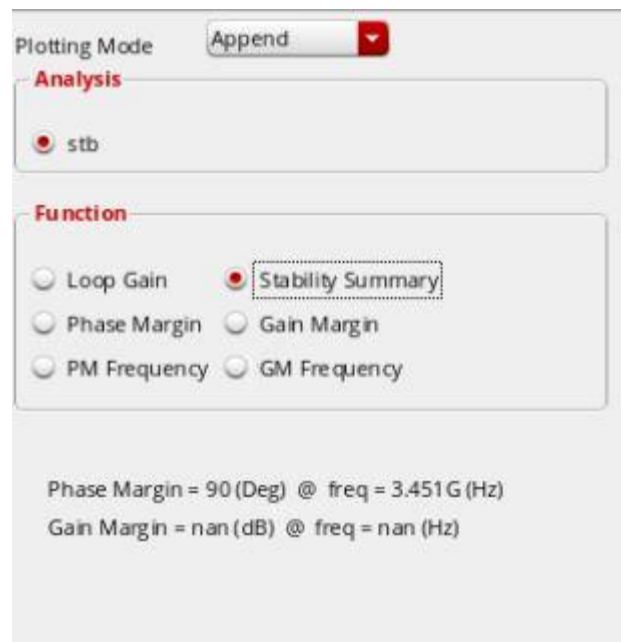 Plotting Mode Append
Analysis
stb
Function
Loop Gain Stability Summary
Phase Margin Gain Margin
PM Frequency GM Frequency
Phase Margin = 90 (Deg) @ freq = 3.451G (Hz)
Gain Margin = nan (dB) @ freq = nan (Hz)